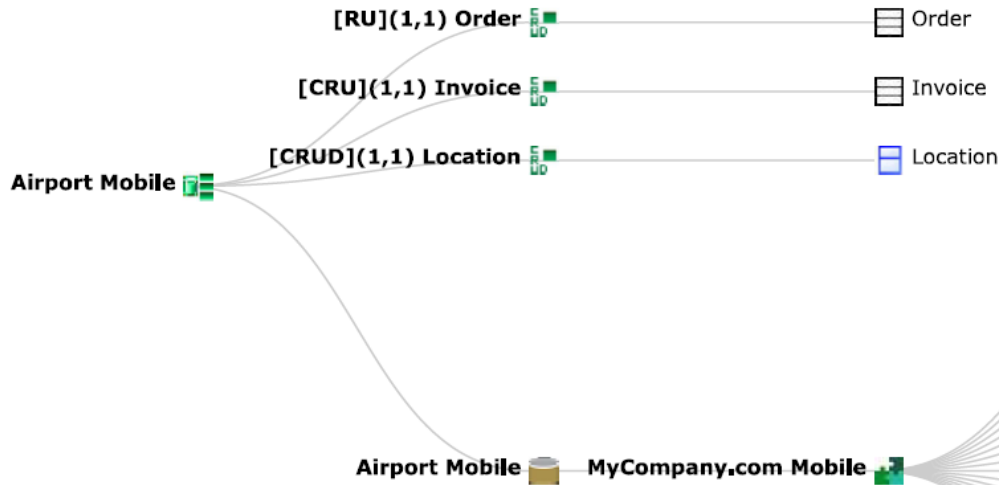 [RU](1,1) Order
Order
[CRU](1,1) Invoice
Invoice
[CRUD](1,1) Location
Location
Airport Mobile
Airport Mobile
MyCompany.com Mobile